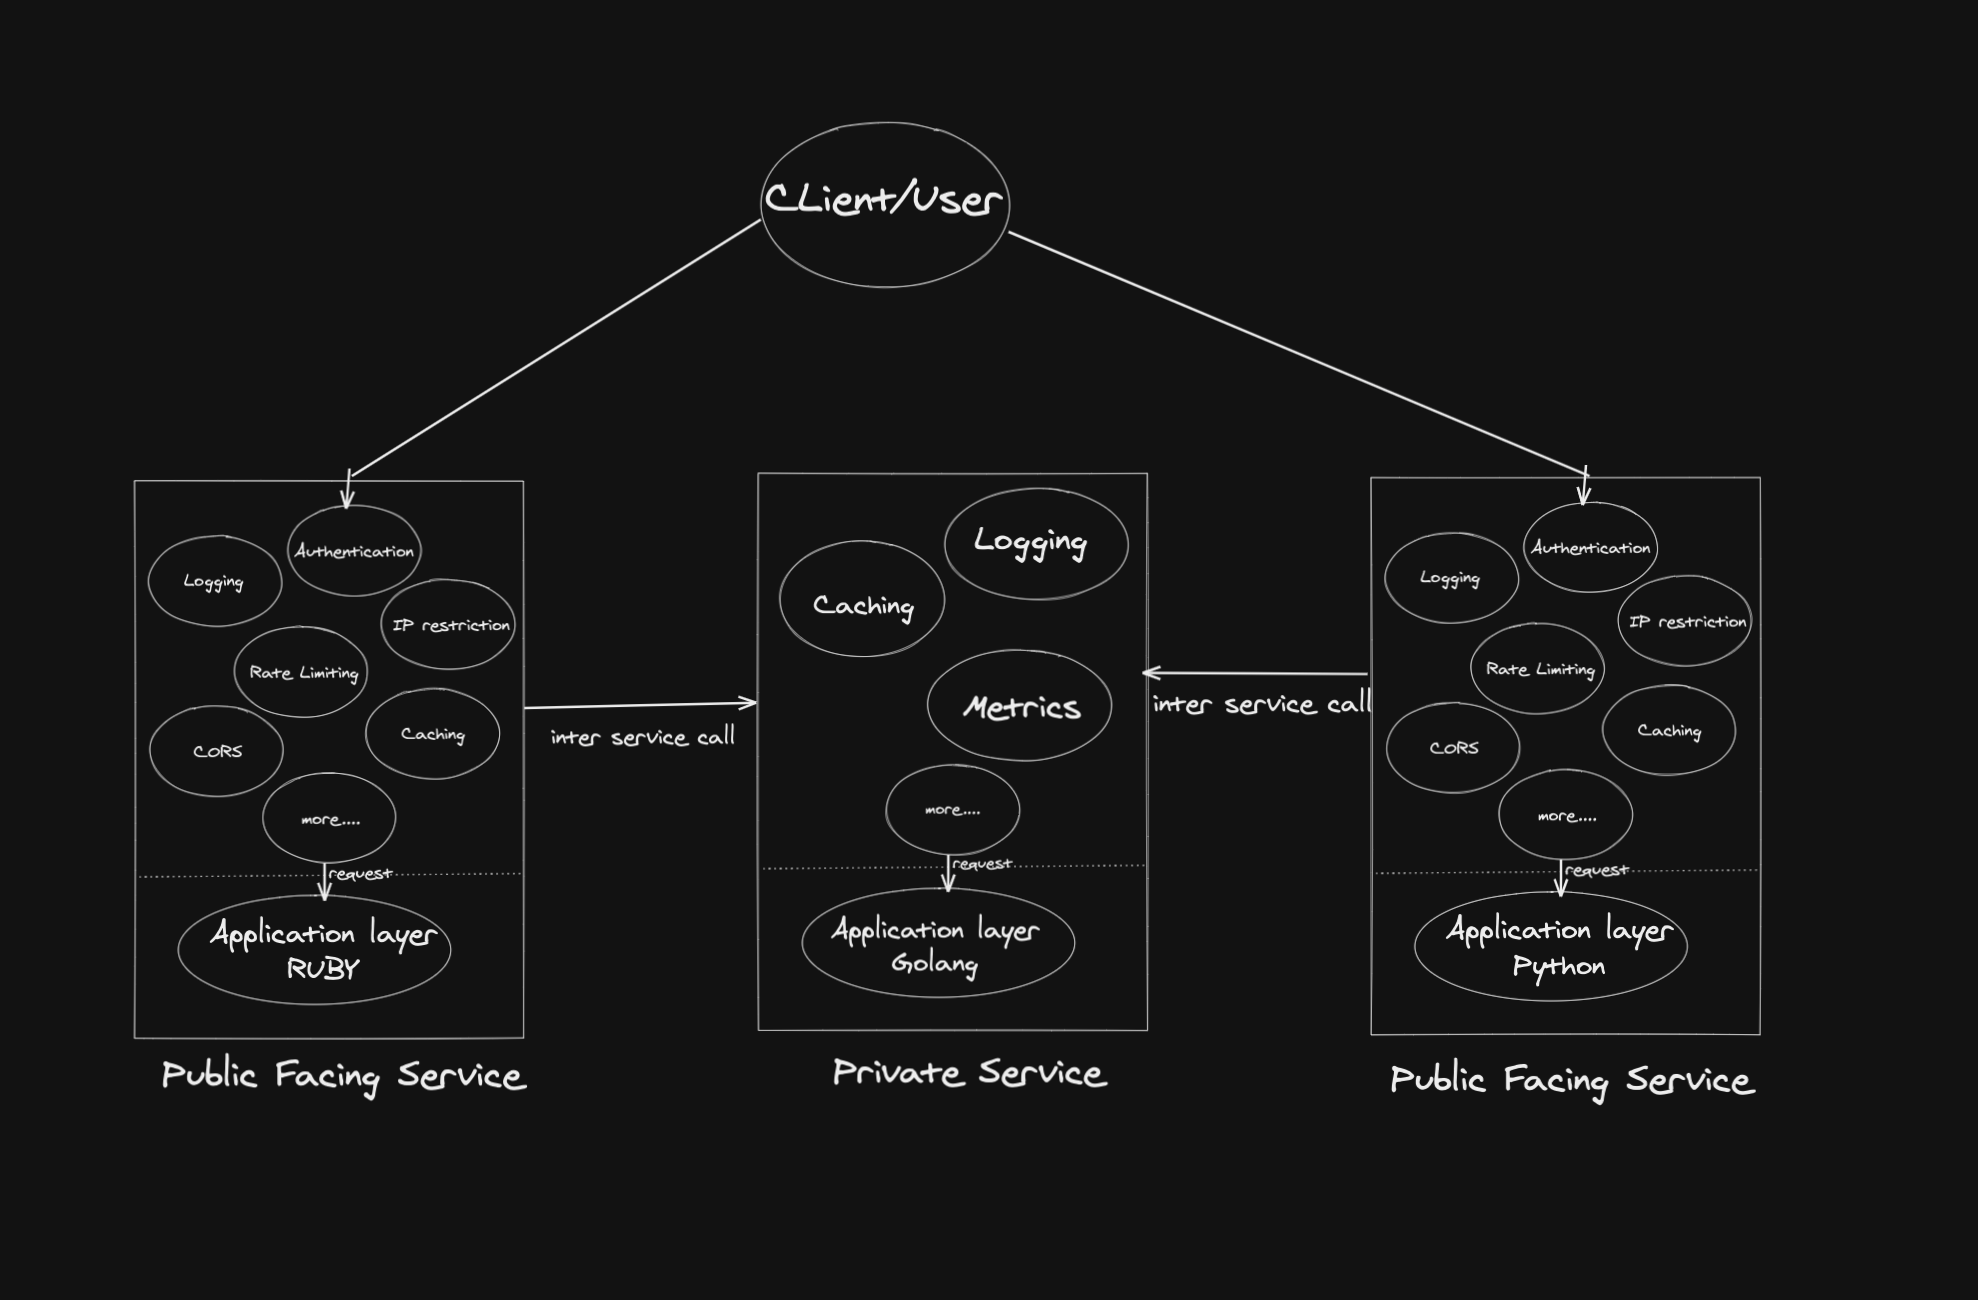 CLient/User
Authentication
Logging
IP restriction
Rate Limiting
CORS
Caching
more....
request
Application layer
RUBY
Public Facing Service
inter service call
Logging
Caching
Metrics
more....
request
Application layer
Golang
Private Service
inter service call
Authentication
Logging
IP restriction
Rate Limiting
CORS
Caching
more....
request
Application layer
Python
Public Facing Service